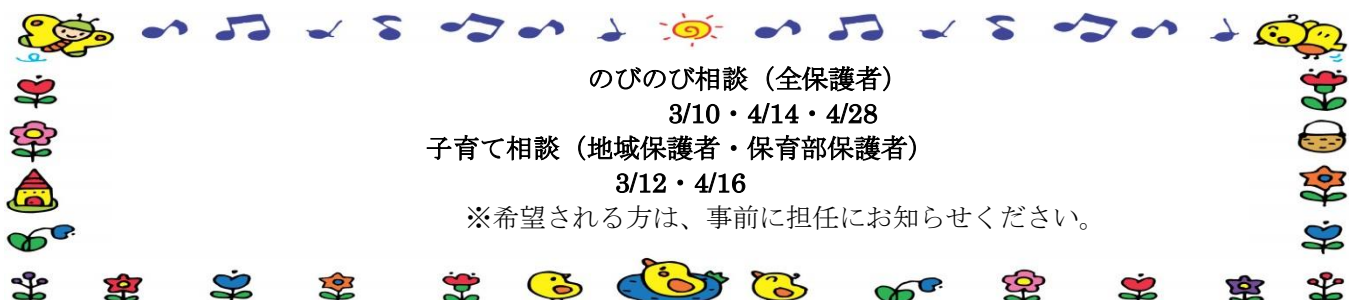 のびのび相談（全保護者）
3/10・4/14・4/28
子育て相談（地域保護者・保育部保護者）
3/12・4/16
※希望される方は、事前に担任にお知らせください。